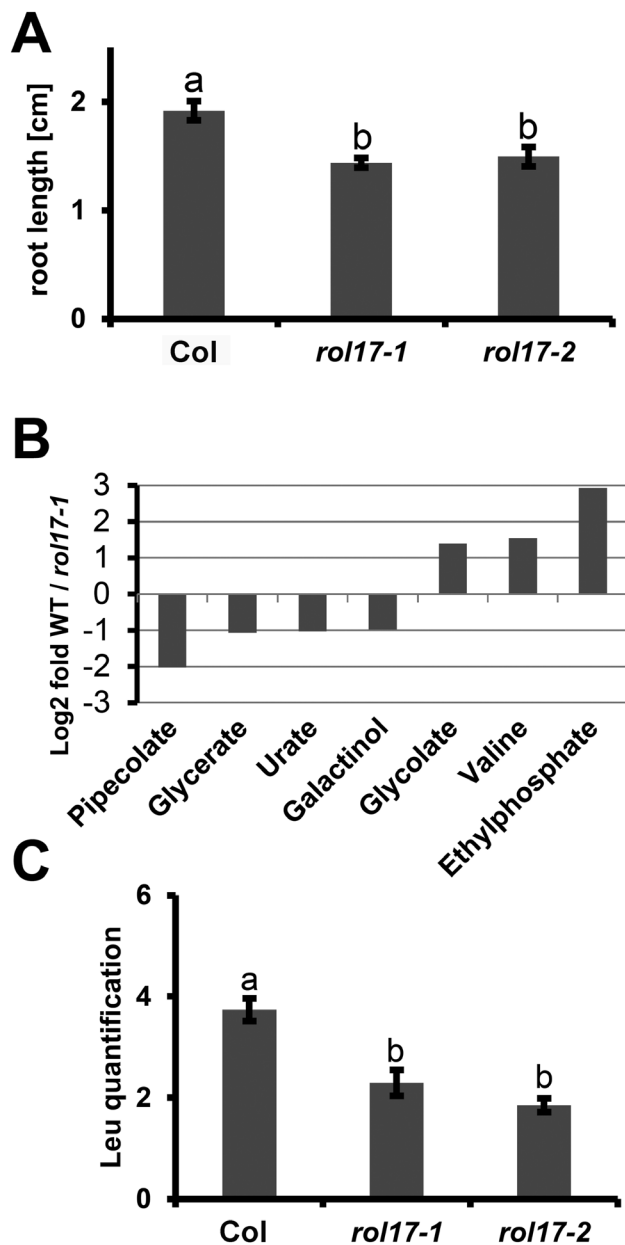 A
root length [cm]
2
1
0
a
b
b
Col
rol17-1
rol17-2
B
Log2 fold WT / rol17-1
3
2
1
0
-1
-2
-3
Pipecolate
Glycerate
Urate
Galactinol
Glycolate
Valine
Ethylphosphate
C
Leu quantification
6
4
2
0
a
b
b
Col
rol17-1
rol17-2